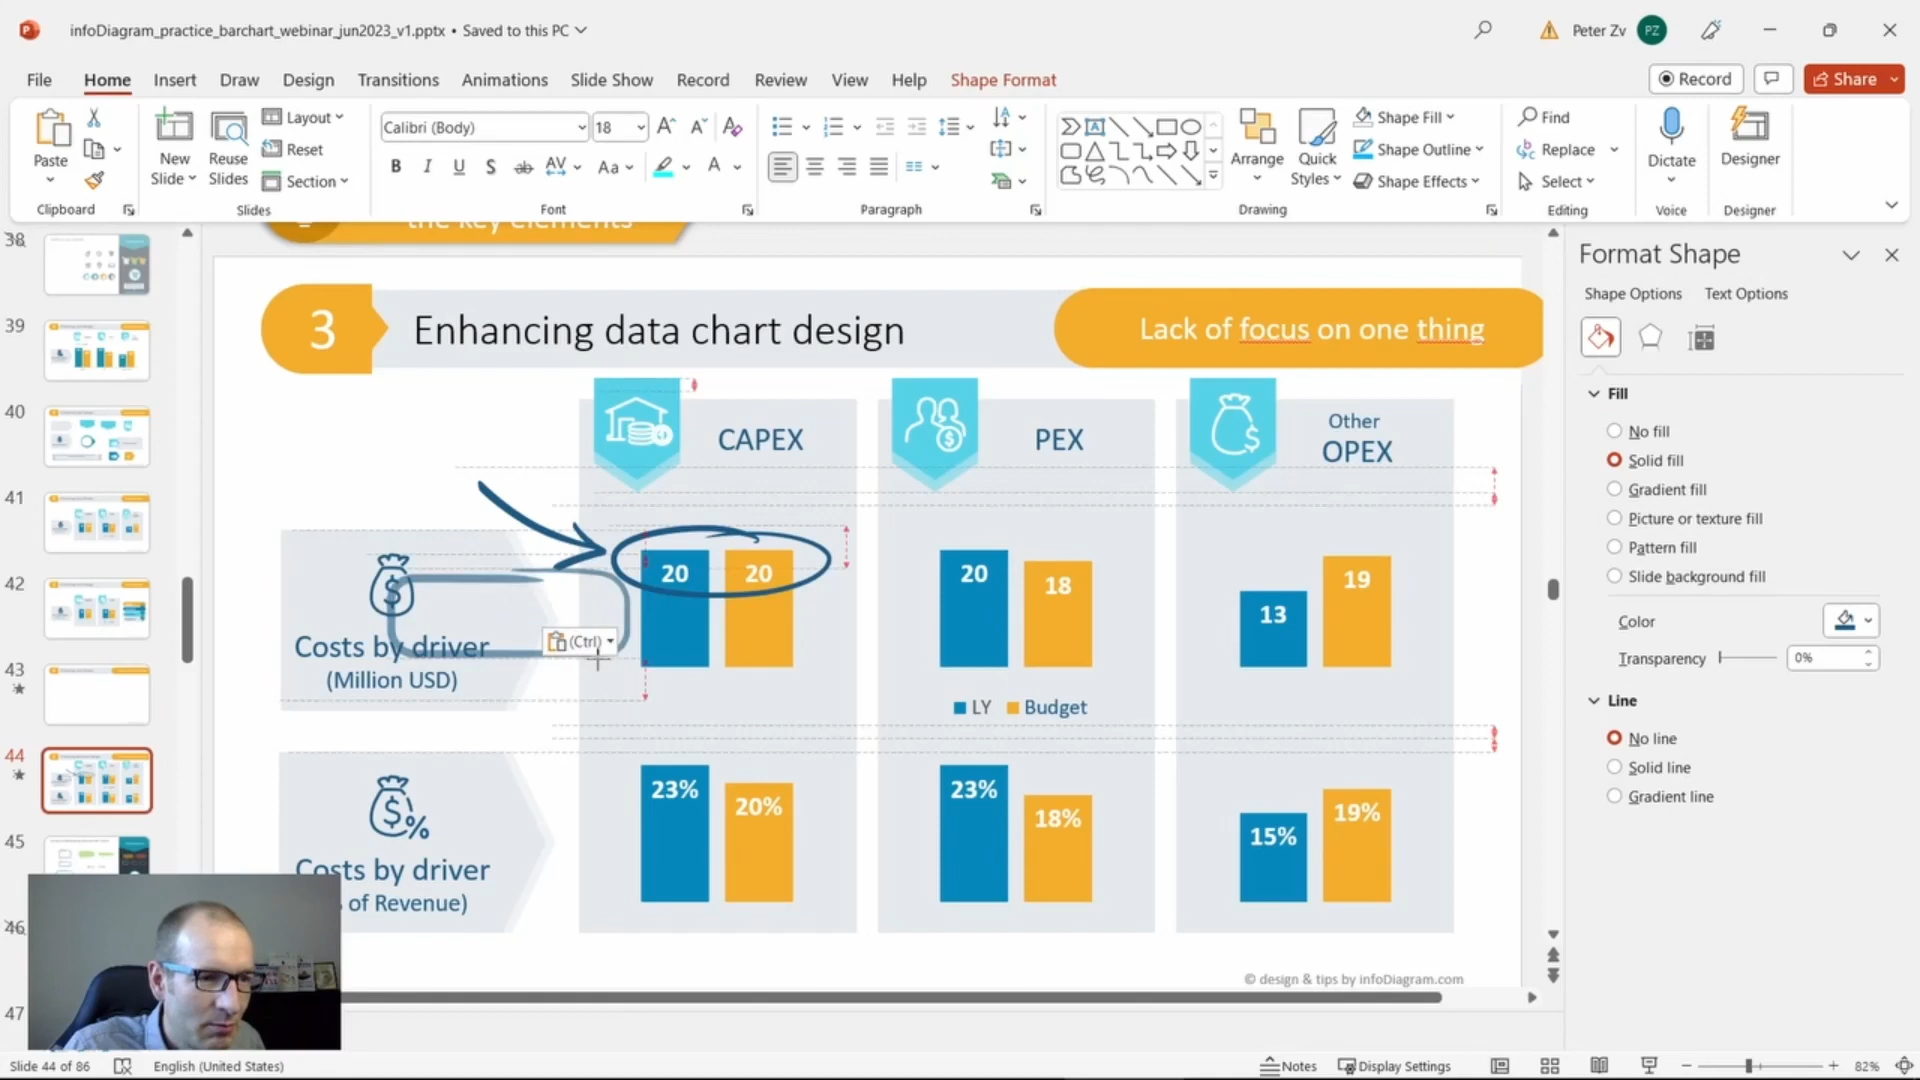 infoDiagram_practice_barchart_webinar_jun2023_v1.pptx • Saved to this PC
Peter Zv
PZ
File Home Insert Draw Design Transitions Animations Slide Show Record Review View Help Shape Format
Record
Share
Paste
New Slide
Reuse Slides
Layout
Reset
Section
Calibri (Body) 18
Shape Fill
Shape Outline
Shape Effects
Arrange
Quick Styles
Find
Replace
Select
Dictate
Designer
Clipboard
Slides
Font
Paragraph
Drawing
Editing
Voice
Designer
38
39
40
41
42
43
44
45
46
47
the key elements
3 Enhancing data chart design
Lack of focus on one thing
CAPEX
PEX
Other
OPEX
20 20
20 18
13 19
Costs by driver
(Million USD)
(Ctrl)
LY Budget
23% 20%
23% 18%
15% 19%
Costs by driver
of Revenue)
© design & tips by infoDiagram.com
Format Shape
Shape Options Text Options
Fill
No fill
Solid fill
Gradient fill
Picture or texture fill
Pattern fill
Slide background fill
Color
Transparency 0%
Line
No line
Solid line
Gradient line
Slide 44 of 86
English (United States)
Notes
Display Settings
82%